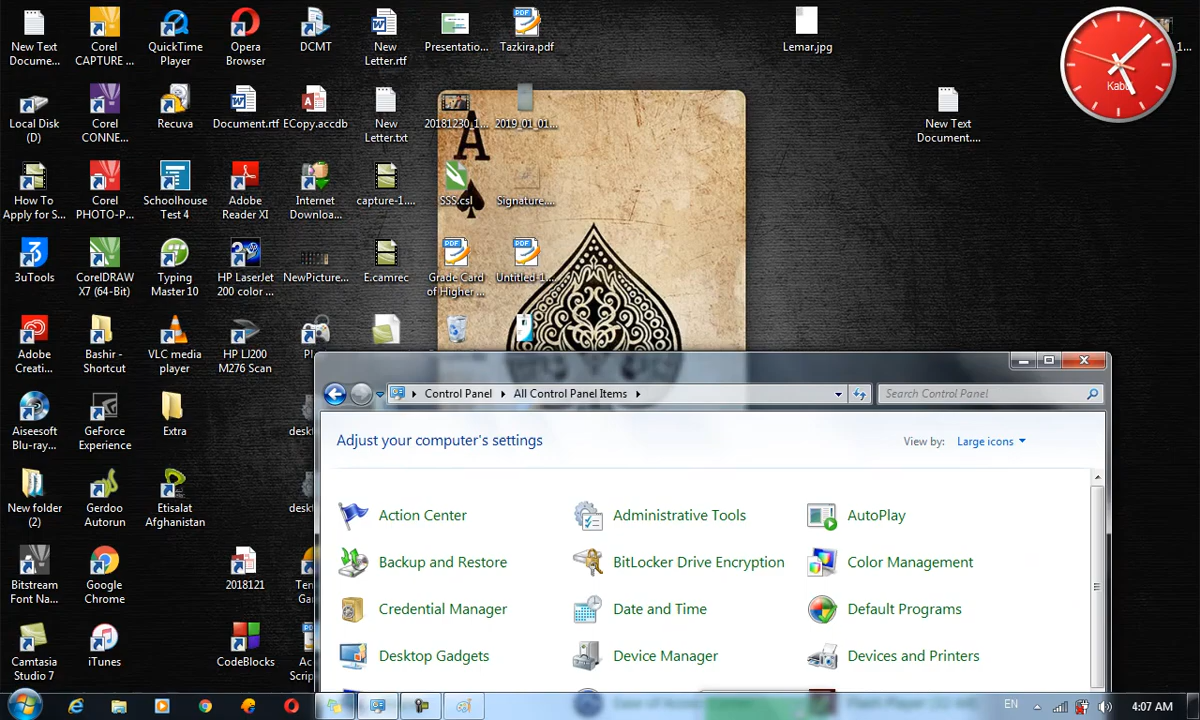 New Text
Docume...
Corel
CAPTURE ...
QuickTime
Player
Opera
Browser
DCMT
New
Letter.rtf
Presentatio...
Tazkira.pdf
Lemar.jpg
1...
Kabul
Local Disk
(D)
Corel
CONNE...
Recuva
Document.rtf
ECopy.accdb
New
Letter.txt
20181230_1...
2019_01_01...
New Text
Document....
A
How To
Apply for S...
Corel
PHOTO-P...
Schoolhouse
Test 4
Adobe
Reader XI
Internet
Downloa...
capture-1....
SSS.csl
Signature....
3uTools
CorelDRAW
X7 (64-Bit)
Typing
Master 10
HP LaserJet
200 color ...
NewPicture...
E.camrec
Grade Card
of Higher ...
Untitled-1....
Adobe
Creati...
Bashir -
Shortcut
VLC media
player
HP LJ200
M276 Scan
Aiseesoft
Blu-ray...
GeForce
Experience
Extra
New folder
(2)
Gerdoo
Autorun
Etisalat
Afghanistan
Bitstream
Font Na...
Google
Chrome
2018121
Camtasia
Studio 7
iTunes
CodeBlocks
Control Panel
All Control Panel Items
Search Control Panel
Adjust your computer's settings
View by:
Large icons
Action Center
Administrative Tools
AutoPlay
Backup and Restore
BitLocker Drive Encryption
Color Management
Credential Manager
Date and Time
Default Programs
Desktop Gadgets
Device Manager
Devices and Printers
EN
4:07 AM